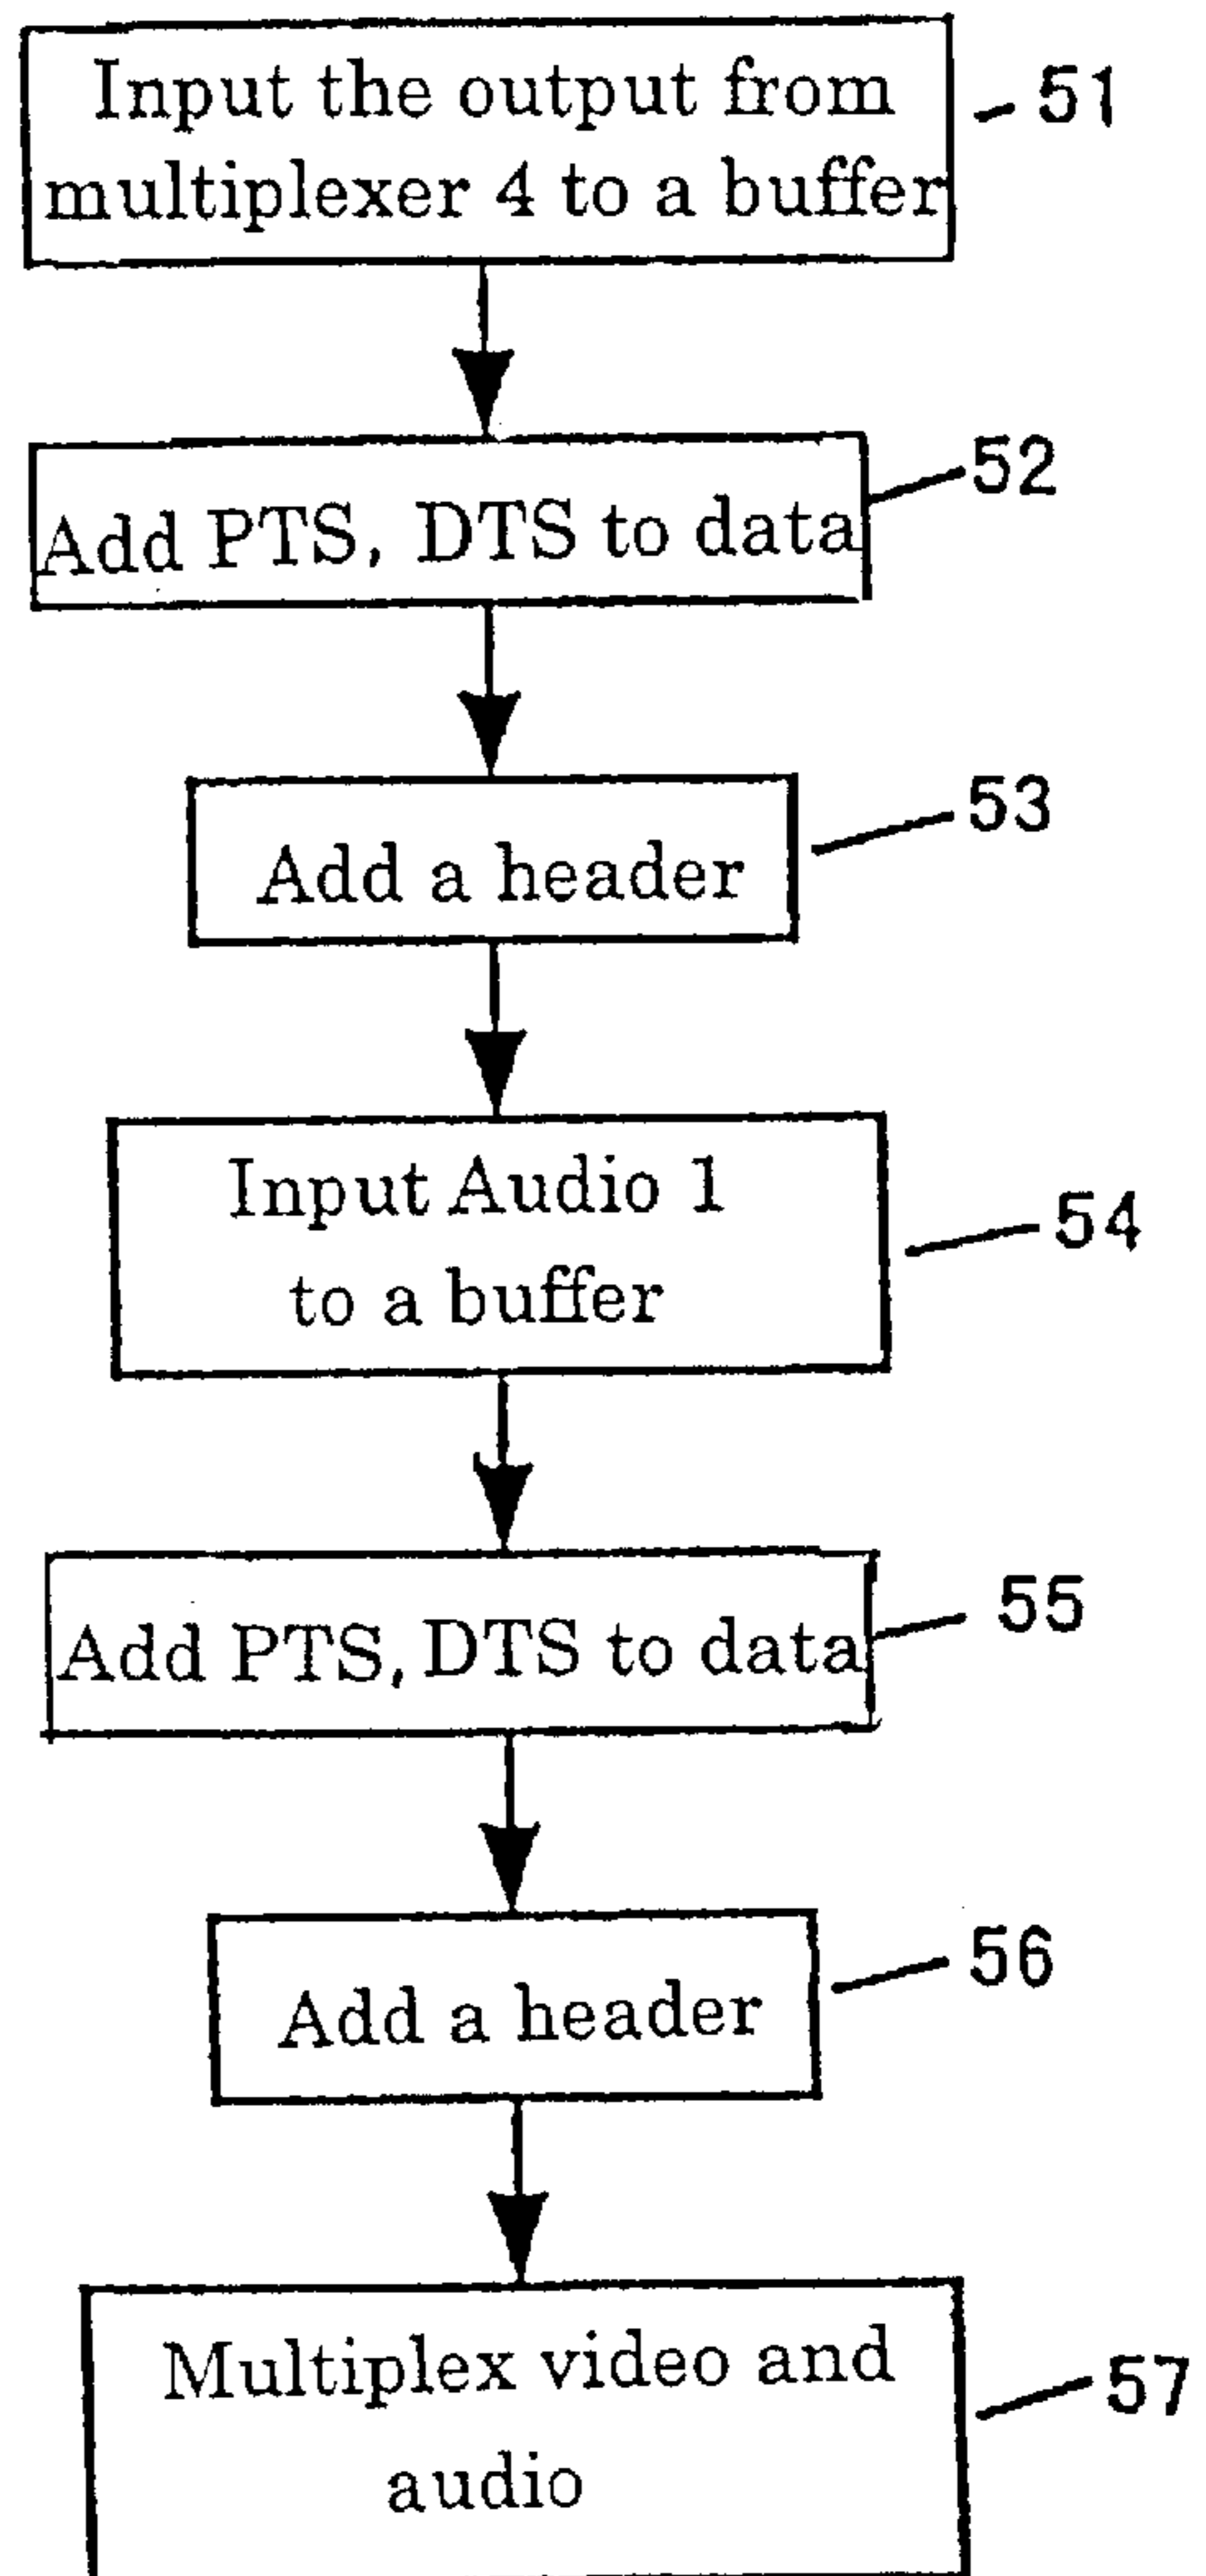 Input the output from
multiplexer 4 to a buffer
51
Add PTS, DTS to data
52
Add a header
53
Input Audio 1
to a buffer
54
Add PTS, DTS to data
55
Add a header
56
Multiplex video and
audio
57